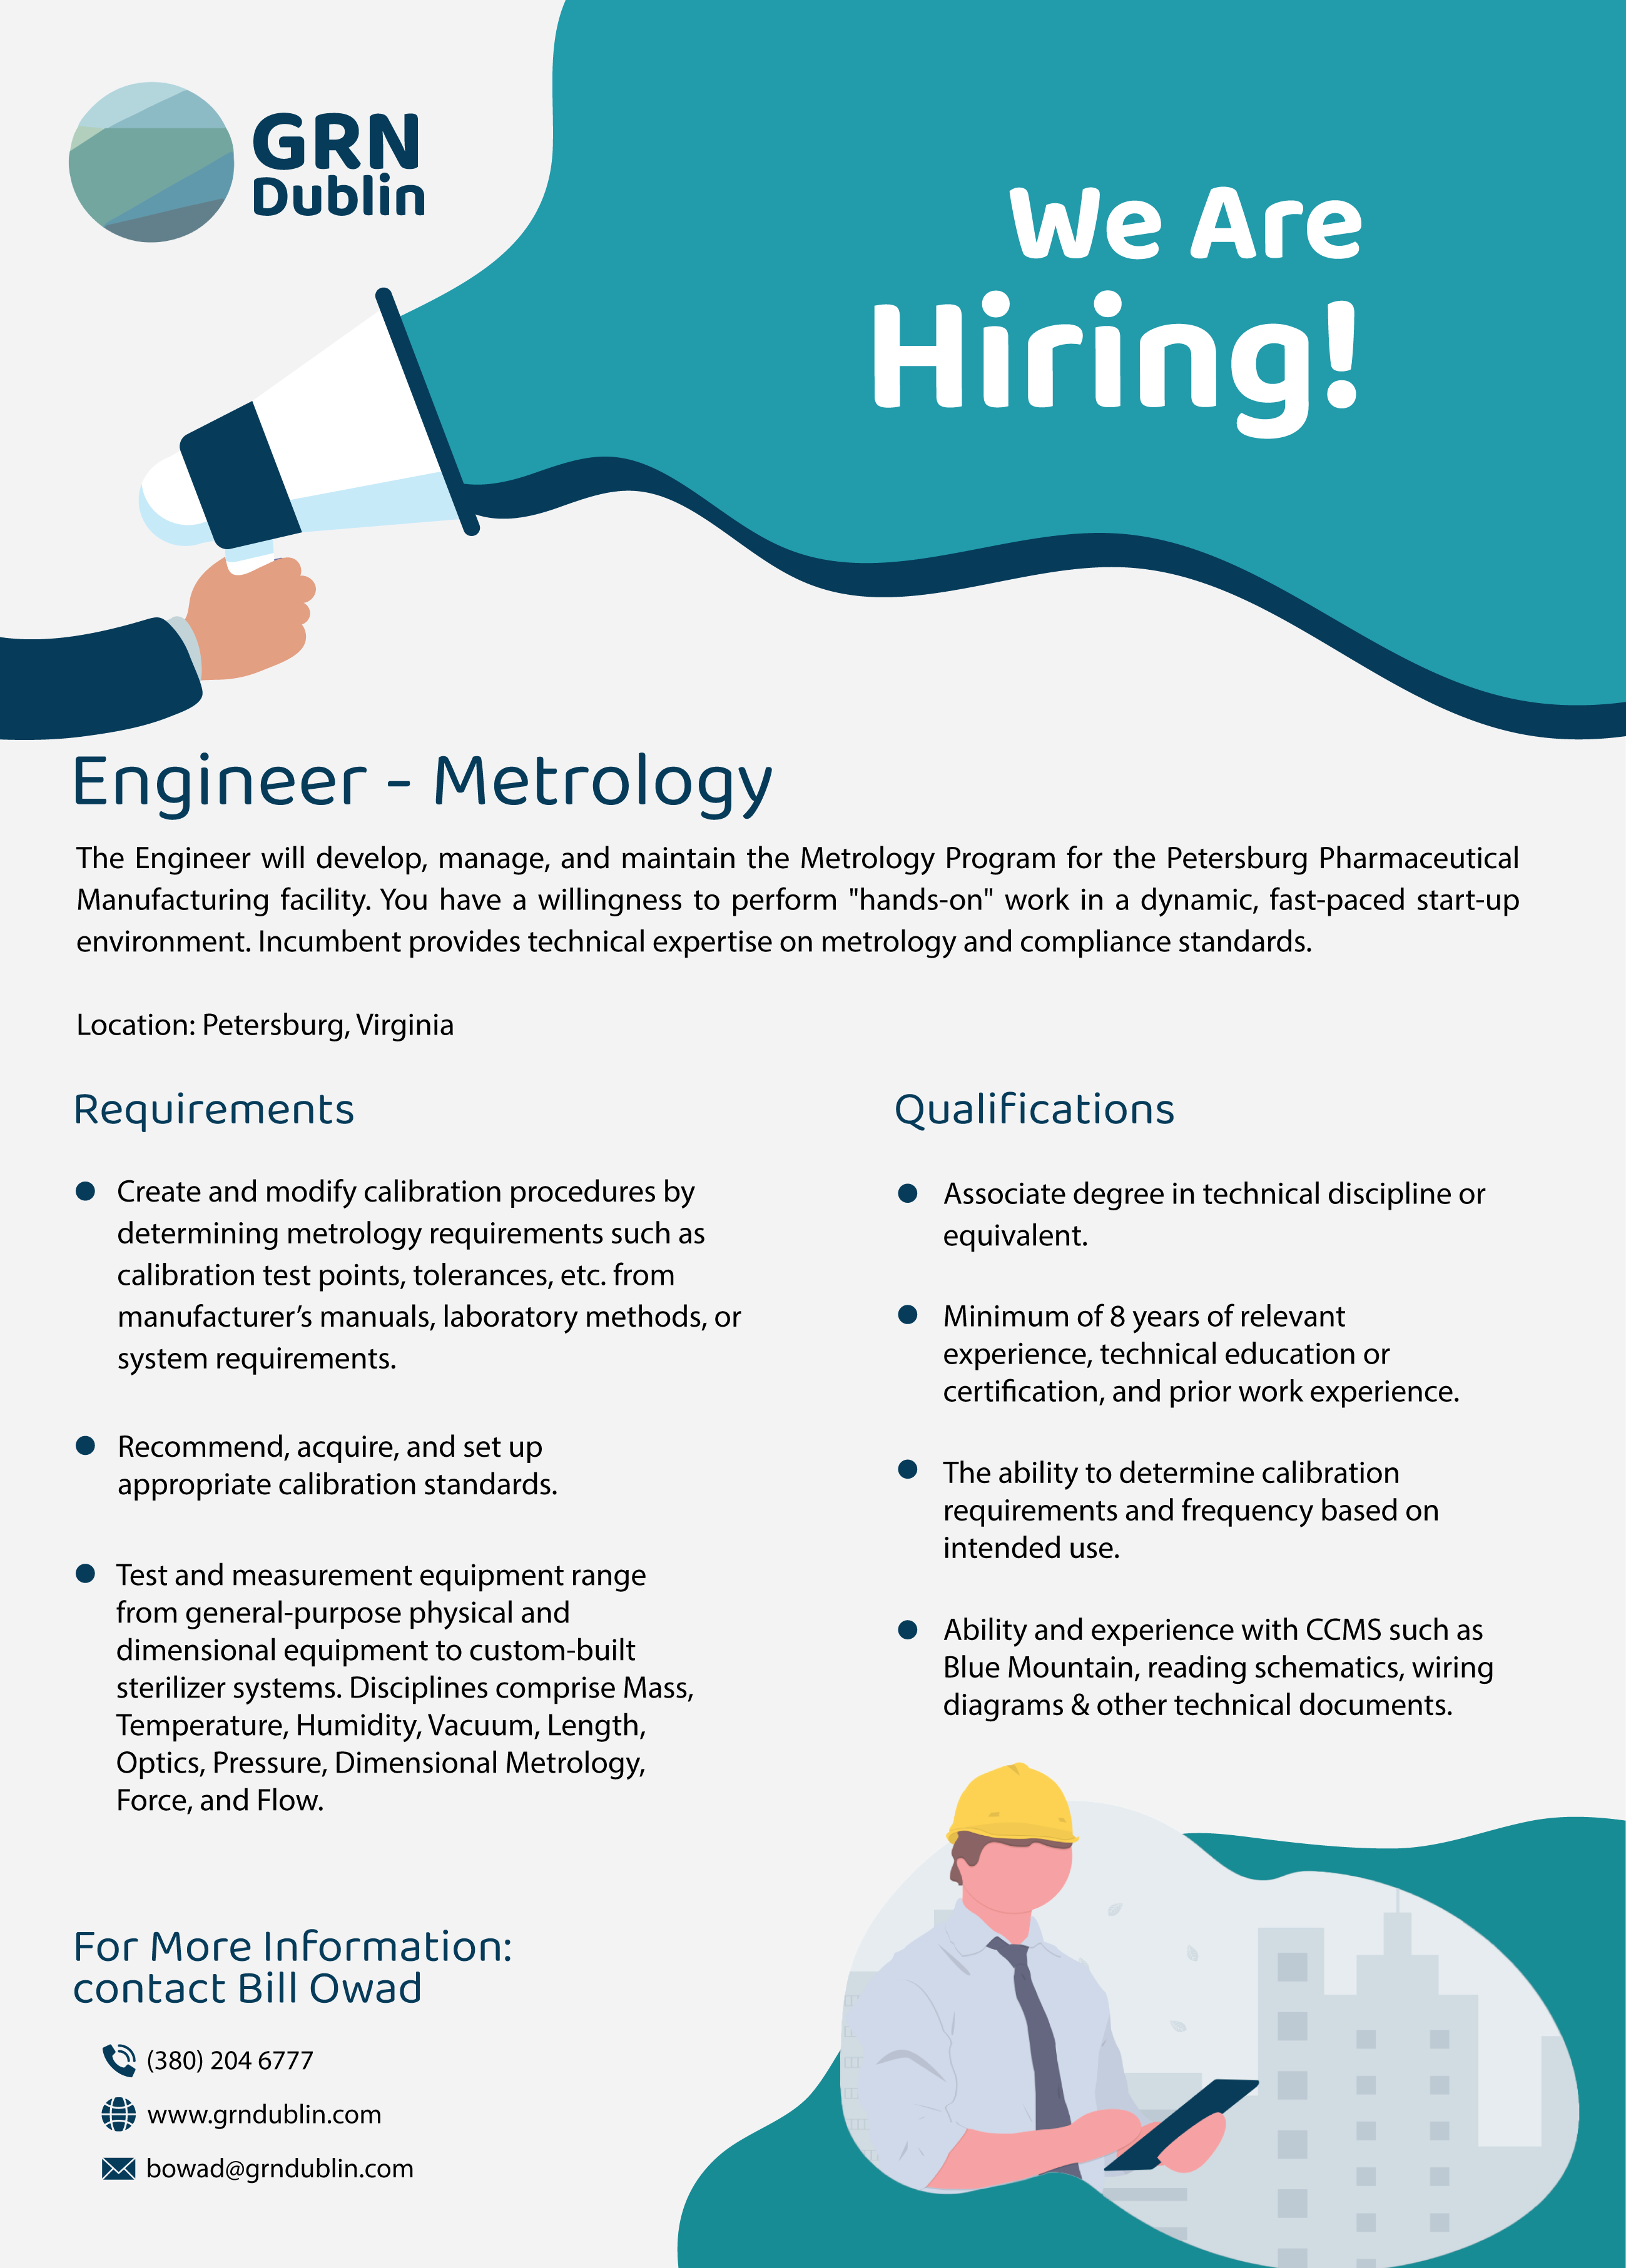 GRN
Dublin
We Are
Hiring!
Engineer - Metrology
The Engineer will develop, manage, and maintain the Metrology Program for the Petersburg Pharmaceutical
Manufacturing facility. You have a willingness to perform "hands-on" work in a dynamic, fast-paced start-up
environment. Incumbent provides technical expertise on metrology and compliance standards.
Location: Petersburg, Virginia
Requirements
Create and modify calibration procedures by
determining metrology requirements such as
calibration test points, tolerances, etc. from
manufacturer’s manuals, laboratory methods, or
system requirements.
Recommend, acquire, and set up
appropriate calibration standards.
Test and measurement equipment range
from general-purpose physical and
dimensional equipment to custom-built
sterilizer systems. Disciplines comprise Mass,
Temperature, Humidity, Vacuum, Length,
Optics, Pressure, Dimensional Metrology,
Force, and Flow.
Qualifications
Associate degree in technical discipline or
equivalent.
Minimum of 8 years of relevant
experience, technical education or
certification, and prior work experience.
The ability to determine calibration
requirements and frequency based on
intended use.
Ability and experience with CCMS such as
Blue Mountain, reading schematics, wiring
diagrams & other technical documents.
For More Information:
contact Bill Owad
(380) 204 6777
www.grndublin.com
bowad@grndublin.com